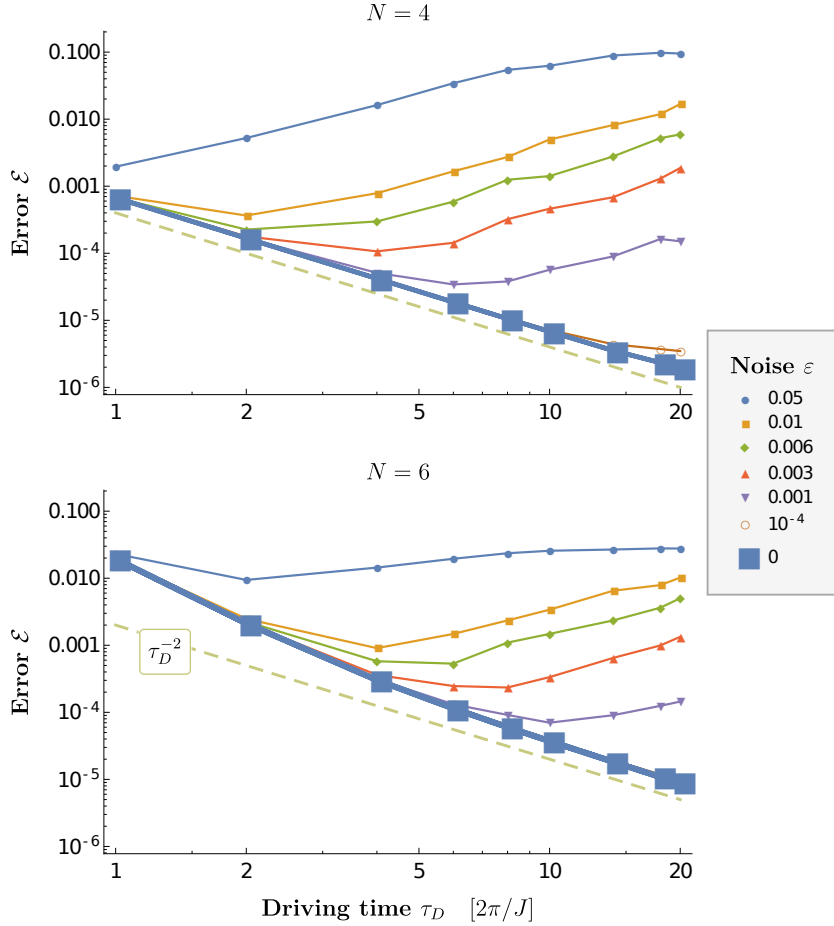 N = 4
0.100
0.010
0.001
10⁻⁴
10⁻⁵
10⁻⁶
Error ℰ
1 2 5 10 20
Noise ε
0.05
0.01
0.006
0.003
0.001
10⁻⁴
0
N = 6
0.100
0.010
0.001
10⁻⁴
10⁻⁵
10⁻⁶
Error ℰ
τ_D⁻²
1 2 5 10 20
Driving time τ_D [2π/J]